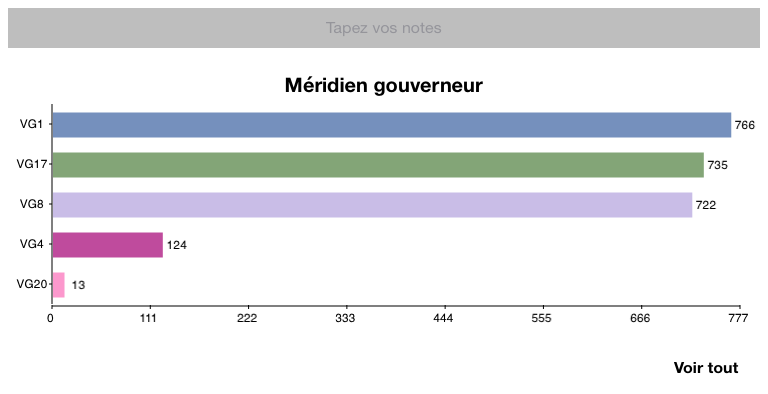 Tapez vos notes
Méridien gouverneur
VG1 766
VG17 735
VG8 722
VG4 124
VG20 13
0 111 222 333 444 555 666 777
Voir tout